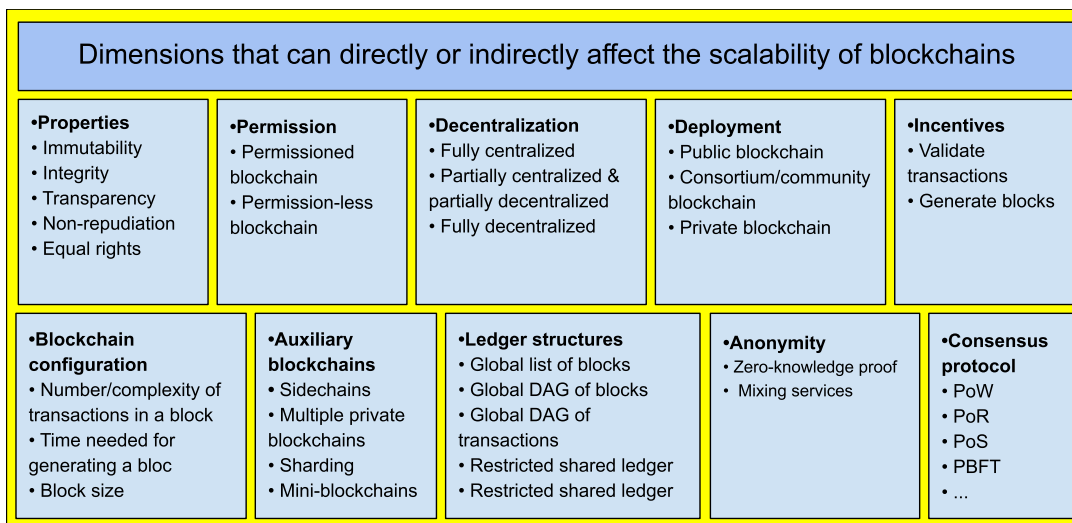 Dimensions that can directly or indirectly affect the scalability of blockchains
•Properties
• Immutability
• Integrity
• Transparency
• Non-repudiation
• Equal rights
•Permission
• Permissioned
blockchain
• Permission-less
blockchain
•Decentralization
• Fully centralized
• Partially centralized &
partially decentralized
• Fully decentralized
•Deployment
• Public blockchain
• Consortium/community
blockchain
• Private blockchain
•Incentives
• Validate
transactions
• Generate blocks
•Blockchain
configuration
• Number/complexity of
transactions in a block
• Time needed for
generating a bloc
• Block size
•Auxiliary
blockchains
• Sidechains
• Multiple private
blockchains
• Sharding
• Mini-blockchains
•Ledger structures
• Global list of blocks
• Global DAG of blocks
• Global DAG of
transactions
• Restricted shared ledger
• Restricted shared ledger
•Anonymity
• Zero-knowledge proof
• Mixing services
•Consensus
protocol
• PoW
• PoR
• PoS
• PBFT
• ...